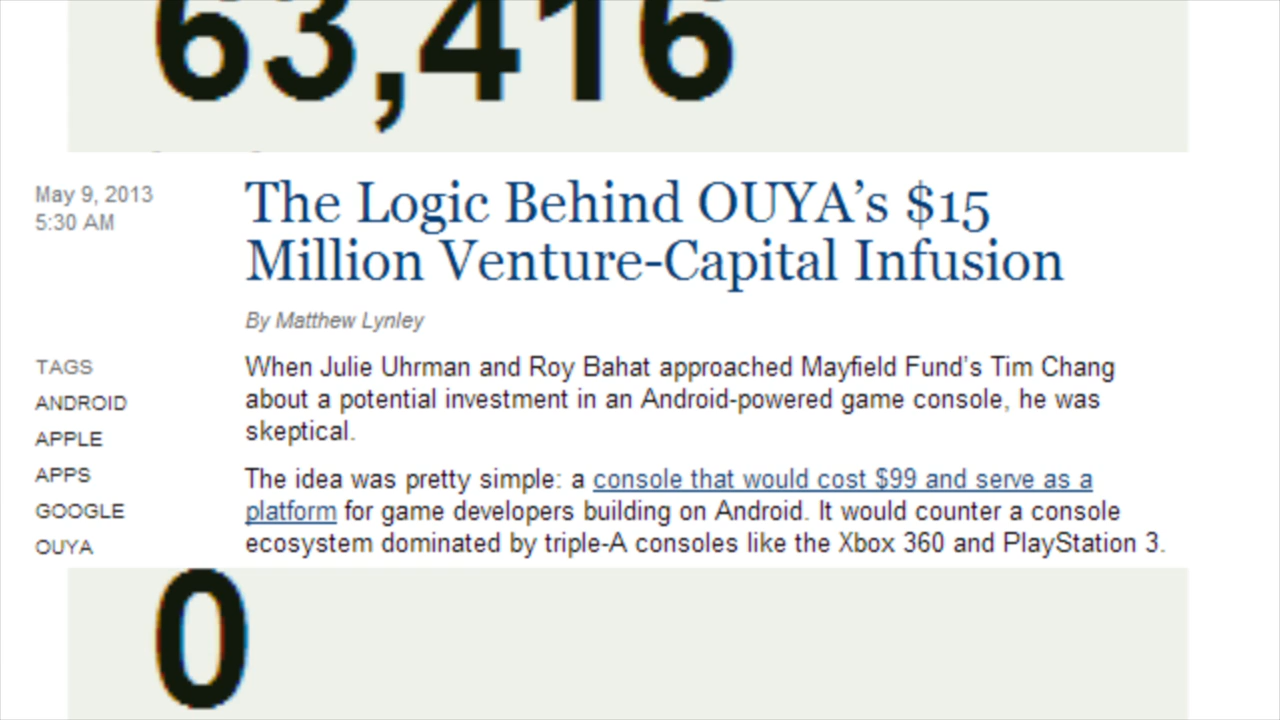 63,416
May 9, 2013
5:30 AM
The Logic Behind OUYA’s $15
Million Venture-Capital Infusion
By Matthew Lynley
TAGS
ANDROID
APPLE
APPS
GOOGLE
OUYA
When Julie Uhrman and Roy Bahat approached Mayfield Fund’s Tim Chang
about a potential investment in an Android-powered game console, he was
skeptical.
The idea was pretty simple: a console that would cost $99 and serve as a
platform for game developers building on Android. It would counter a console
ecosystem dominated by triple-A consoles like the Xbox 360 and PlayStation 3.
0